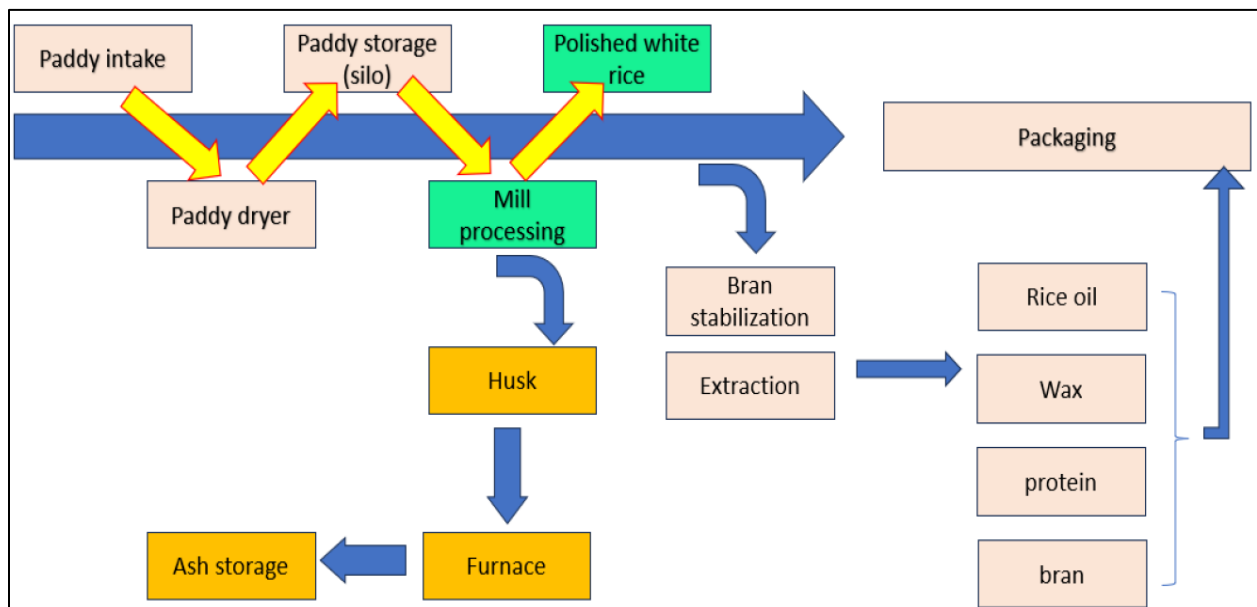 Paddy intake
Paddy storage
(silo)
Polished white
rice
Packaging
Paddy dryer
Mill
processing
Bran
stabilization
Rice oil
Husk
Extraction
Wax
protein
Ash storage
Furnace
bran